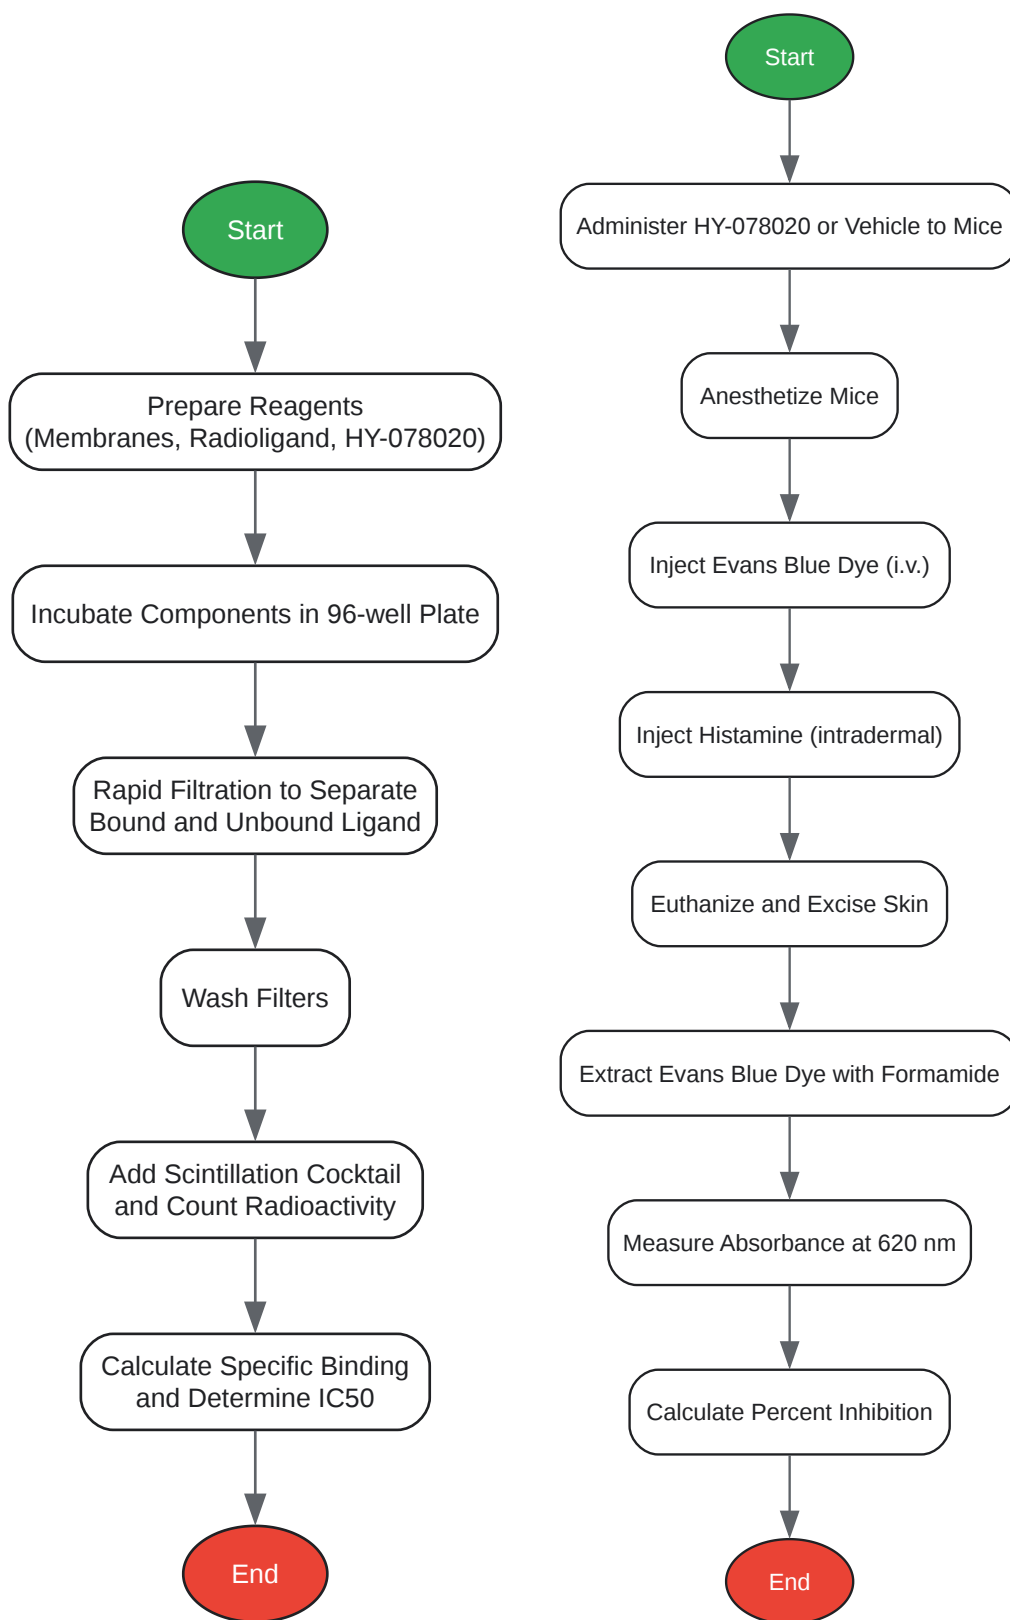 Start
Prepare Reagents
(Membranes, Radioligand, HY-078020)
Incubate Components in 96-well Plate
Rapid Filtration to Separate
Bound and Unbound Ligand
Wash Filters
Add Scintillation Cocktail
and Count Radioactivity
Calculate Specific Binding
and Determine IC50
End
Start
Administer HY-078020 or Vehicle to Mice
Anesthetize Mice
Inject Evans Blue Dye (i.v.)
Inject Histamine (intradermal)
Euthanize and Excise Skin
Extract Evans Blue Dye with Formamide
Measure Absorbance at 620 nm
Calculate Percent Inhibition
End